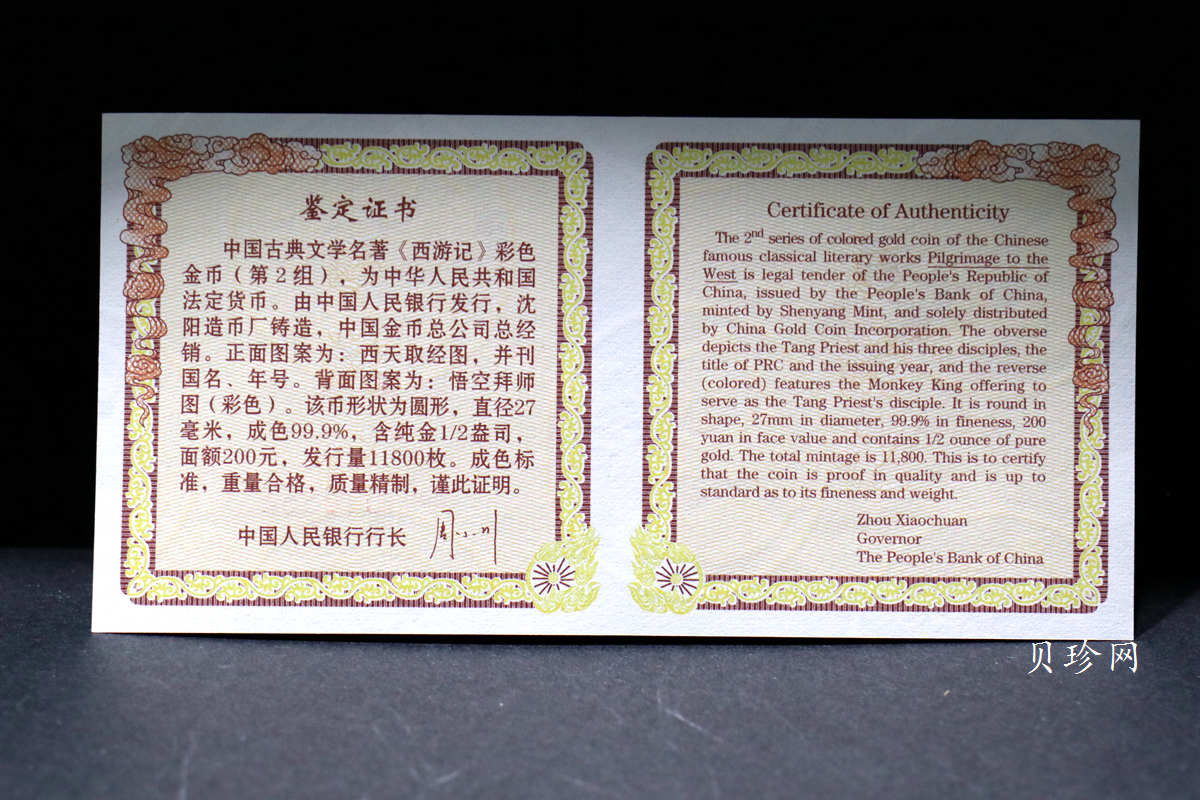 鉴定证书
中国古典文学名著《西游记》彩色
金币（第2组），为中华人民共和国
法定货币。由中国人民银行发行，沈
阳造币厂铸造，中国金币总公司总经
销。正面图案为：西天取经图，并刊
国名、年号。背面图案为：悟空拜师
图（彩色）。该币形状为圆形，直径27
毫米，成色99.9%，含纯金1/2盎司，
面额200元，发行量11800枚。成色标
准，重量合格，质量精制，谨此证明。
中国人民银行行长 周小川
Certificate of Authenticity
The 2nd series of colored gold coin of the Chinese
famous classical literary works Pilgrimage to the
West is legal tender of the People's Republic of
China, issued by the People's Bank of China,
minted by Shenyang Mint, and solely distributed
by China Gold Coin Incorporation. The obverse
depicts the Tang Priest and his three disciples, the
title of PRC and the issuing year, and the reverse
(colored) features the Monkey King offering to
serve as the Tang Priest's disciple. It is round in
shape, 27mm in diameter, 99.9% in fineness, 200
yuan in face value and contains 1/2 ounce of pure
gold. The total mintage is 11,800. This is to certify
that the coin is proof in quality and is up to
standard as to its fineness and weight.
Zhou Xiaochuan
Governor
The People's Bank of China
贝珍网